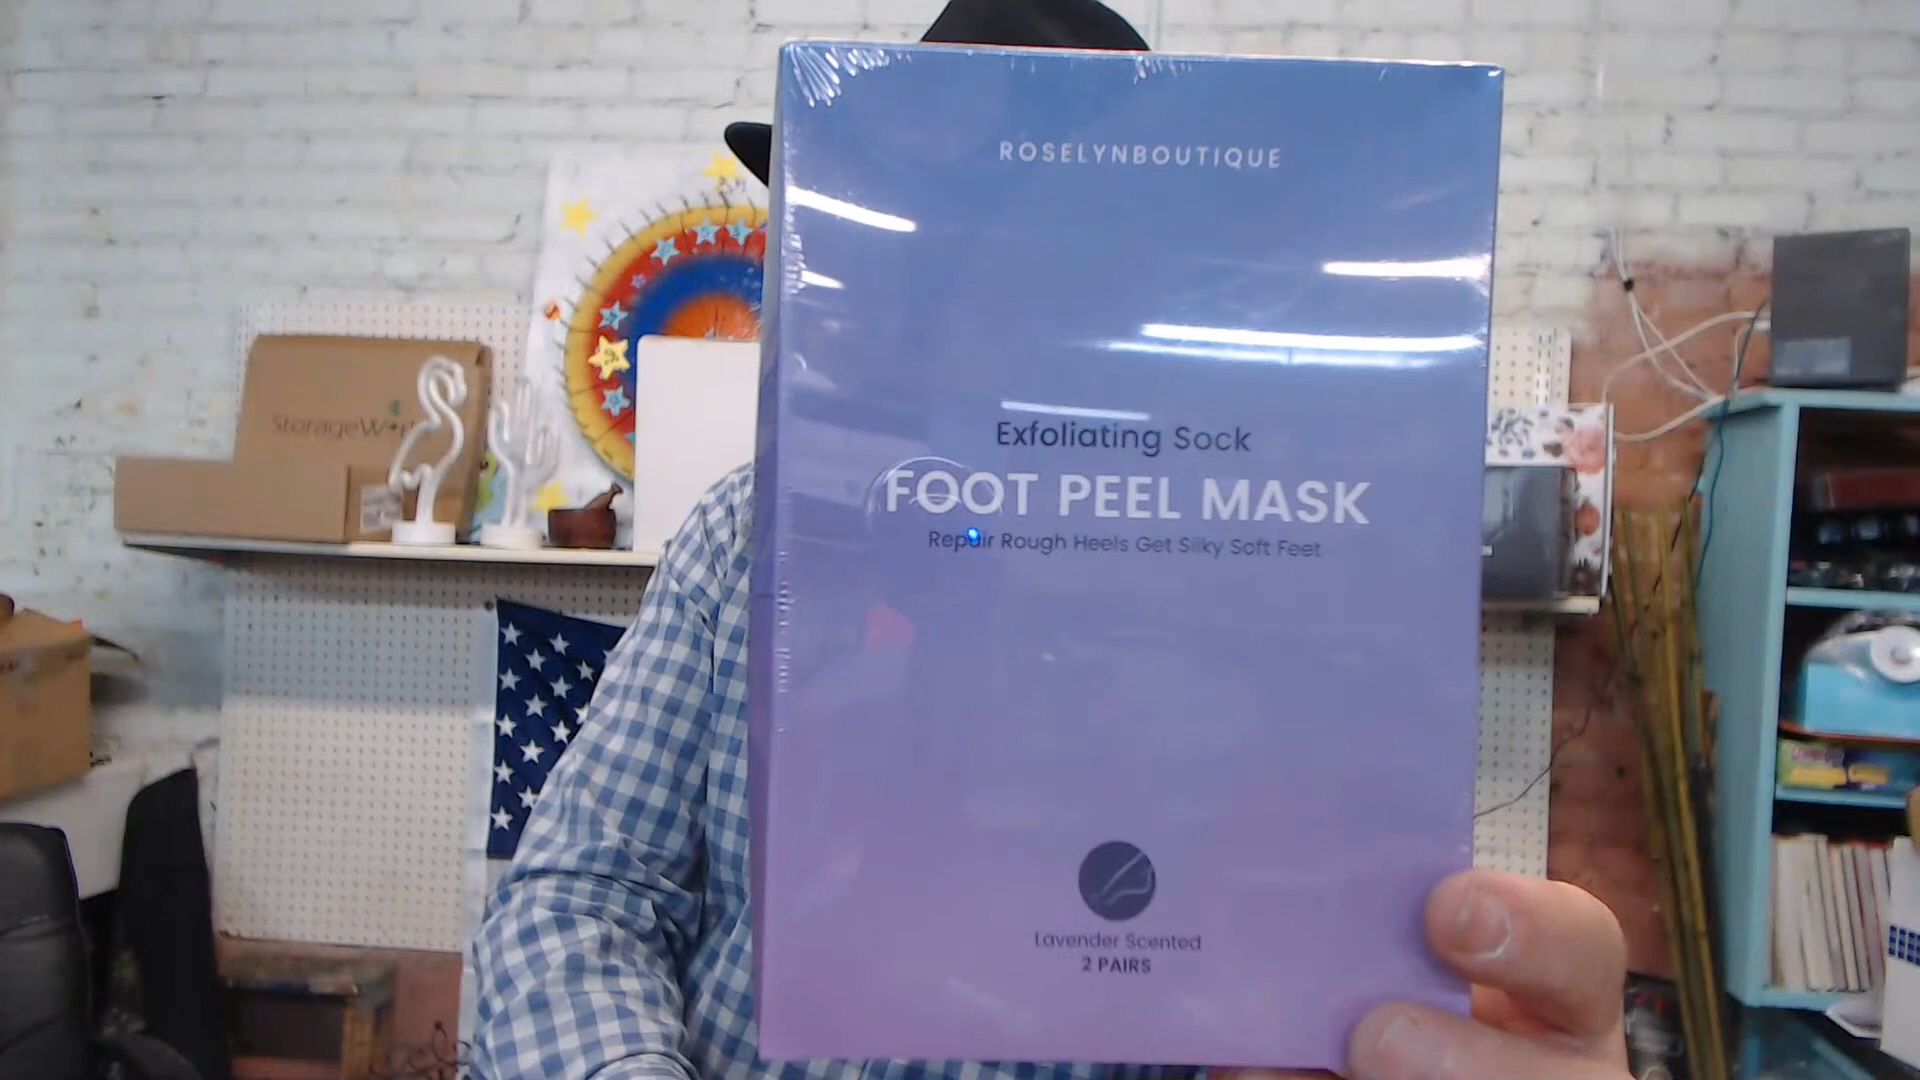 ROSELYNBOUTIQUE
Exfoliating Sock
FOOT PEEL MASK
Repair Rough Heels Get Silky Soft Feet
Lavender Scented
2 PAIRS